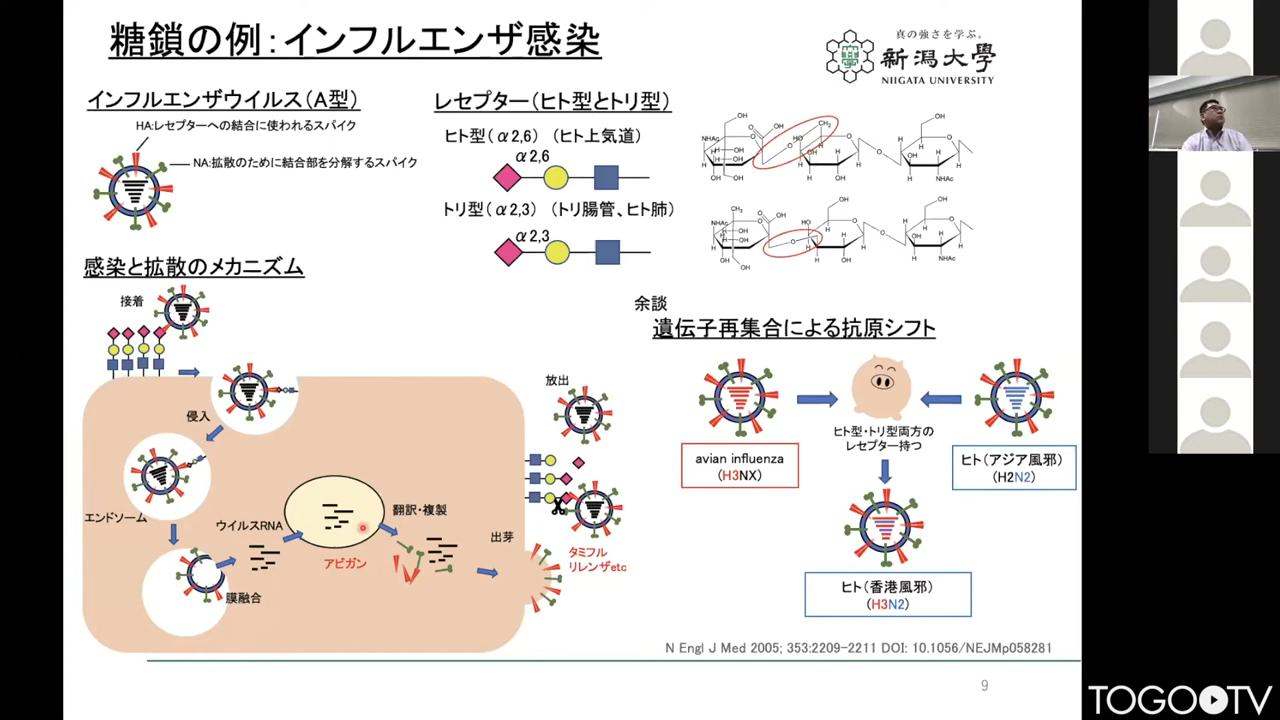 糖鎖の例：インフルエンザ感染
真の強さを学ぶ。
新潟大學
NIIGATA UNIVERSITY
インフルエンザウイルス（A型）
HA:レセプターへの結合に使われるスパイク
NA:拡散のために結合部を分解するスパイク
レセプター（ヒト型とトリ型）
ヒト型（α2,6）（ヒト上気道）
α2,6
トリ型（α2,3）（トリ腸管、ヒト肺）
α2,3
感染と拡散のメカニズム
接着
侵入
エンドソーム
膜融合
ウイルスRNA
アビガン
翻訳・複製
出芽
放出
タミフル
リレンザetc
余談
遺伝子再集合による抗原シフト
avian influenza
(H3NX)
ヒト型・トリ型両方の
レセプター持つ
ヒト（アジア風邪）
(H2N2)
ヒト（香港風邪）
(H3N2)
N Engl J Med 2005; 353:2209-2211 DOI: 10.1056/NEJMp058281
9
TOGO TV